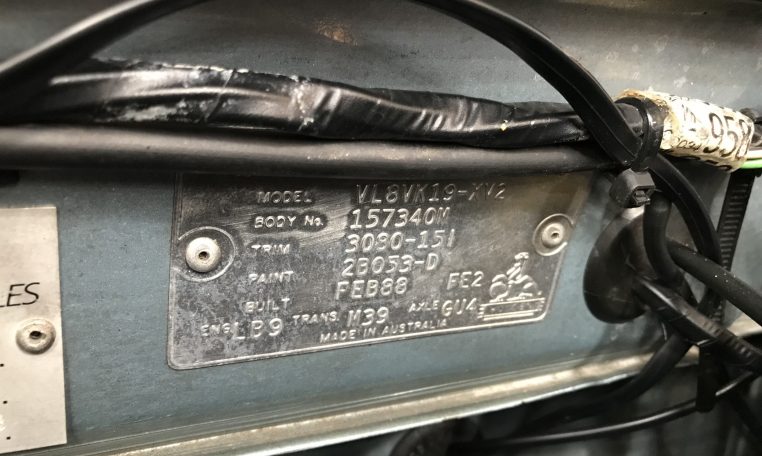 MODEL VL8VK19-XV2
BODY No. 157340M
TRIM 3080-151
PAINT 2B053-D
BUILT FEB88 FE2
ENG LB9 TRANS. M39 AXLE GU4
MADE IN AUSTRALIA
LES
958